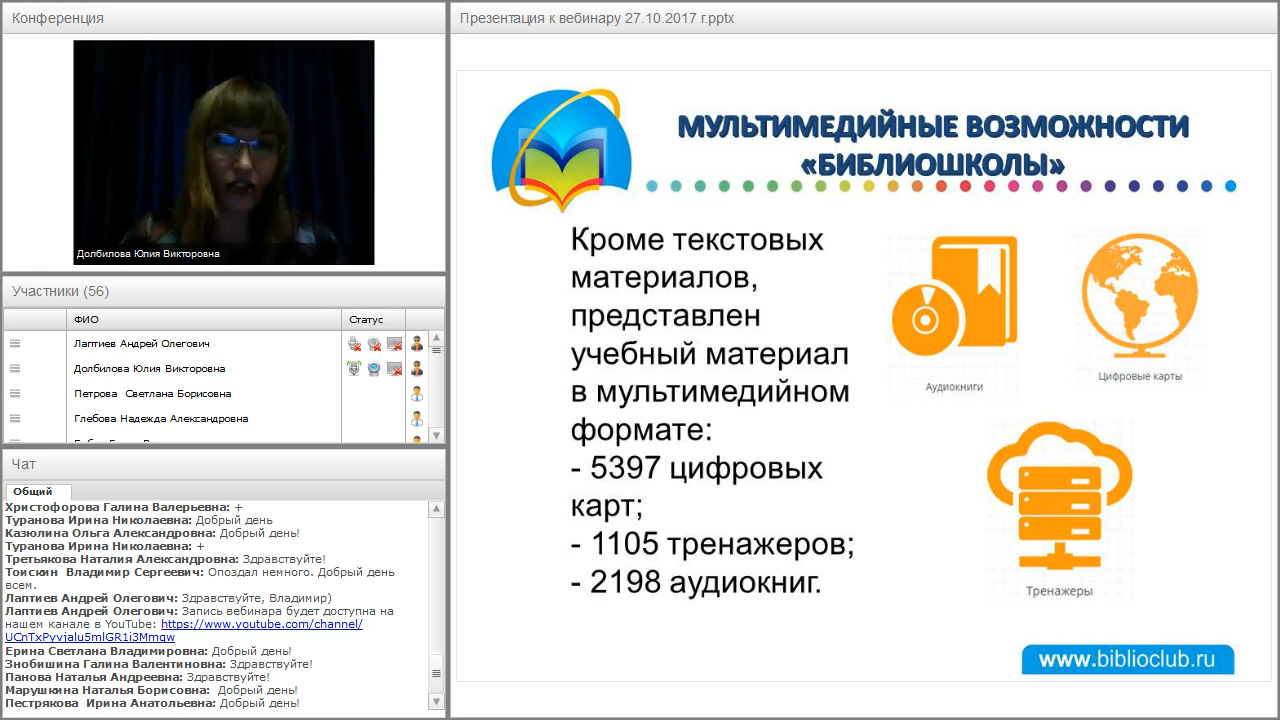 Конференция
Долбилова Юлия Викторовна
Участники (56)
ФИО
Статус
Лаптиев Андрей Олегович
Долбилова Юлия Викторовна
Петрова Светлана Борисовна
Глебова Надежда Александровна
Чат
Общий
Христофорова Галина Валерьевна: +
Туранова Ирина Николаевна: Добрый день
Казюлина Ольга Александровна: Добрый день!
Туранова Ирина Николаевна: +
Третьякова Наталия Александровна: Здравствуйте!
Тоискин Владимир Сергеевич: Опоздал немного. Добрый день
всем.
Лаптиев Андрей Олегович: Здравствуйте, Владимир)
Лаптиев Андрей Олегович: Запись вебинара будет доступна на
нашем канале в YouTube: https://www.youtube.com/channel/
UCnTxPyvjalu5mlGR1i3Mmqw
Ерина Светлана Владимировна: Добрый день!
Знобишина Галина Валентиновна: Здравствуйте!
Панова Наталья Андреевна: Здравствуйте!
Марушкина Наталья Борисовна: Добрый день!
Пестрякова Ирина Анатольевна: Добрый день!
Презентация к вебинару 27.10.2017 г.pptx
МУЛЬТИМЕДИЙНЫЕ ВОЗМОЖНОСТИ
«БИБЛИОШКОЛЫ»
Кроме текстовых
материалов,
представлен
учебный материал
в мультимедийном
формате:
- 5397 цифровых
карт;
- 1105 тренажеров;
- 2198 аудиокниг.
Аудиокниги
Цифровые карты
Тренажеры
www.biblioclub.ru